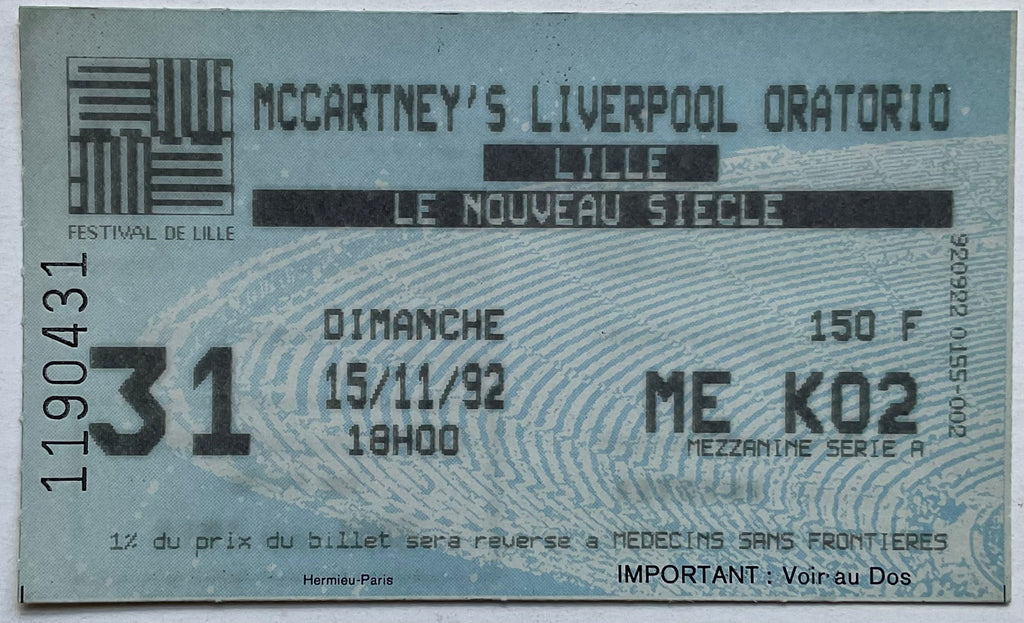 MCCARTNEY'S LIVERPOOL ORATORIO
LILLE
LE NOUVEAU SIECLE
FESTIVAL DE LILLE
1190431
31
DIMANCHE
15/11/92
18H00
150 F
ME K02
MEZZANINE SERIE A
920922 0155-002
1% du prix du billet sera reverse a MEDECINS SANS FRONTIERES
Hermieu-Paris
IMPORTANT : Voir au Dos